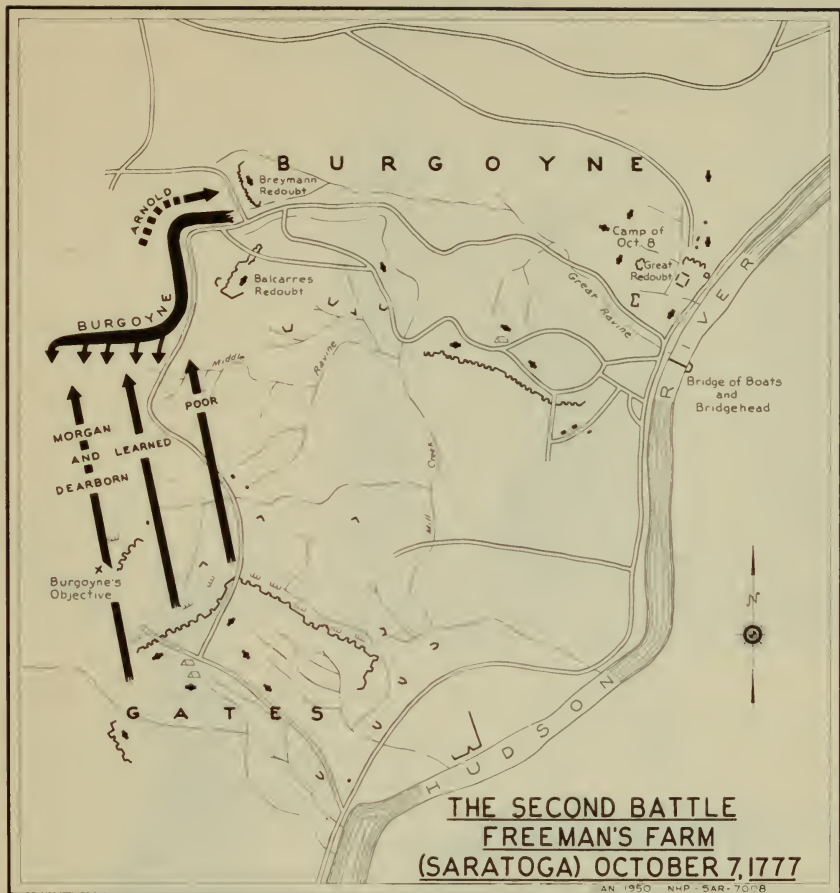 BURGOYNE
Breymann
Redoubt
ARNOLD
Camp of
Oct. 8
Great
Redoubt
Balcarres
Redoubt
BURGOYNE
Great Ravine
RIVER
Middle
Ravine
Bridge of Boats
and
Bridgehead
POOR
MORGAN
AND
DEARBORN
LEARNED
Mill
Creek
Burgoyne's
Objective
N
GATES
HUDSON
THE SECOND BATTLE
FREEMAN'S FARM
(SARATOGA) OCTOBER 7, 1777
AN 1950 NHP-SAR-7008